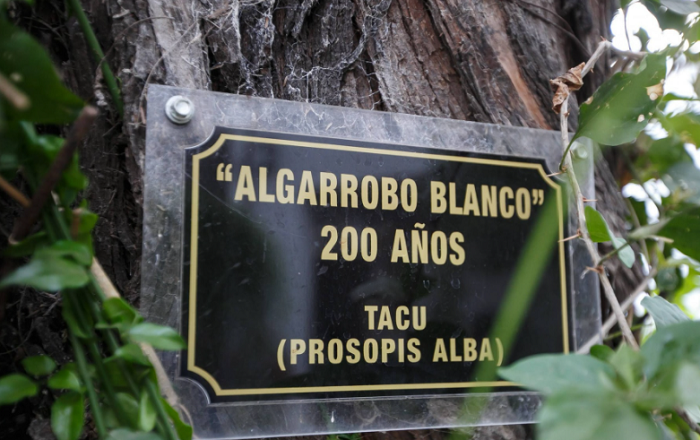 “ALGARROBO BLANCO”
200 AÑOS
TACU
(PROSOPIS ALBA)